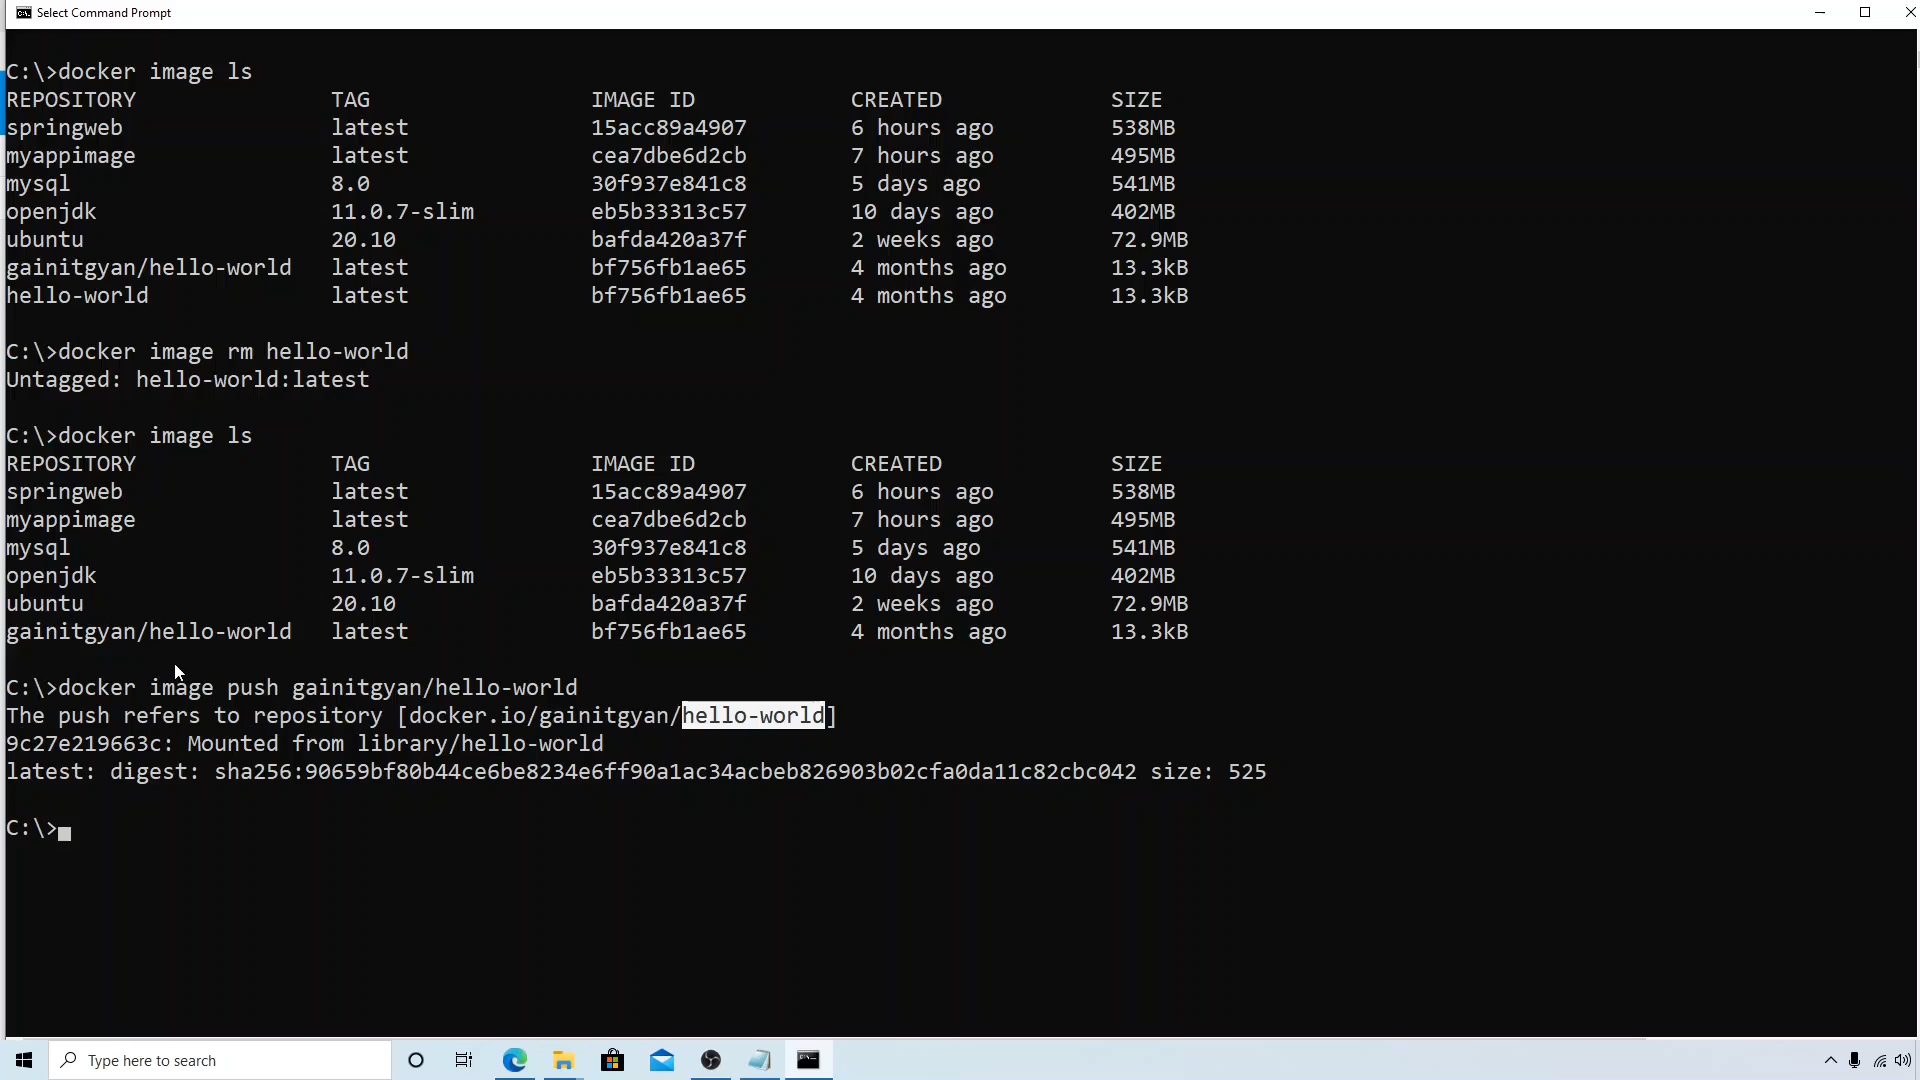 Select Command Prompt
C:\>docker image ls
REPOSITORY TAG IMAGE ID CREATED SIZE
springweb latest 15acc89a4907 6 hours ago 538MB
myappimage latest cea7dbe6d2cb 7 hours ago 495MB
mysql 8.0 30f937e841c8 5 days ago 541MB
openjdk 11.0.7-slim eb5b33313c57 10 days ago 402MB
ubuntu 20.10 bafda420a37f 2 weeks ago 72.9MB
gainitgyan/hello-world latest bf756fb1ae65 4 months ago 13.3kB
hello-world latest bf756fb1ae65 4 months ago 13.3kB
C:\>docker image rm hello-world
Untagged: hello-world:latest
C:\>docker image ls
REPOSITORY TAG IMAGE ID CREATED SIZE
springweb latest 15acc89a4907 6 hours ago 538MB
myappimage latest cea7dbe6d2cb 7 hours ago 495MB
mysql 8.0 30f937e841c8 5 days ago 541MB
openjdk 11.0.7-slim eb5b33313c57 10 days ago 402MB
ubuntu 20.10 bafda420a37f 2 weeks ago 72.9MB
gainitgyan/hello-world latest bf756fb1ae65 4 months ago 13.3kB
C:\>docker image push gainitgyan/hello-world
The push refers to repository [docker.io/gainitgyan/hello-world]
9c27e219663c: Mounted from library/hello-world
latest: digest: sha256:90659bf80b44ce6be8234e6ff90a1ac34acbeb826903b02cfa0da11c82cbc042 size: 525
C:\>
Type here to search